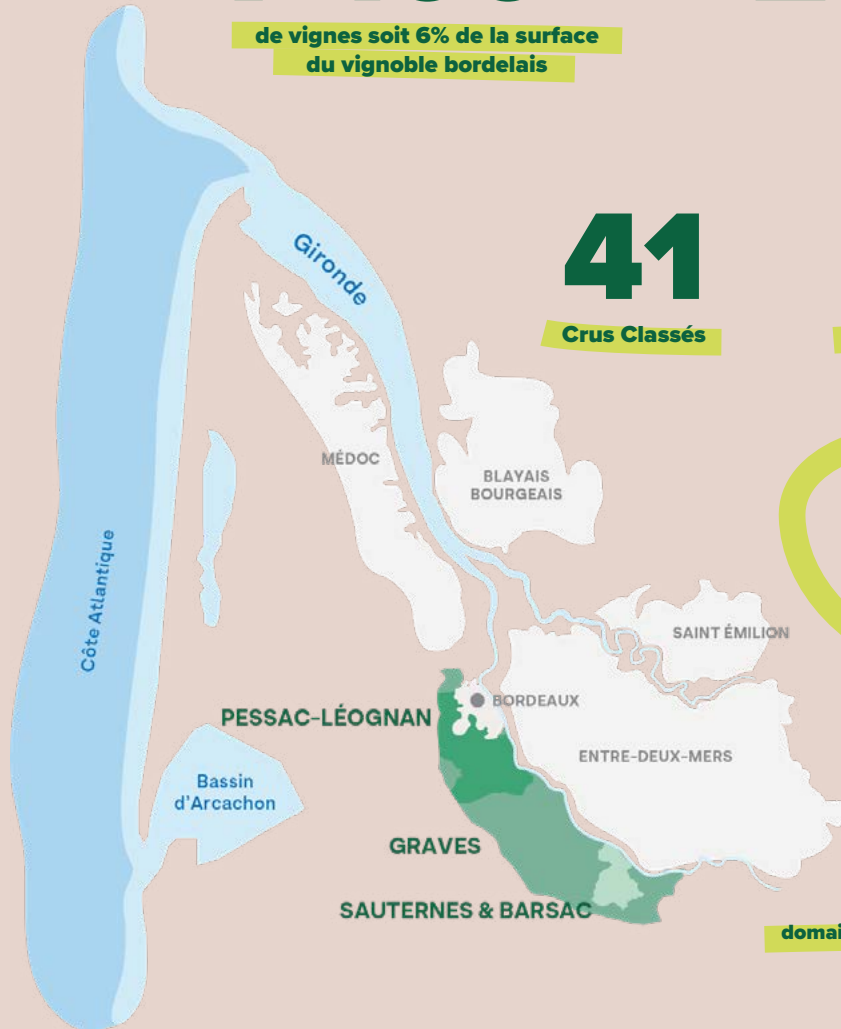 de vignes soit 6% de la surface
du vignoble bordelais
41
Crus Classés
Gironde
MÉDOC
BLAYAIS
BOURGEAIS
Côte Atlantique
SAINT ÉMILION
BORDEAUX
PESSAC-LÉOGNAN
ENTRE-DEUX-MERS
Bassin
d'Arcachon
GRAVES
SAUTERNES & BARSAC